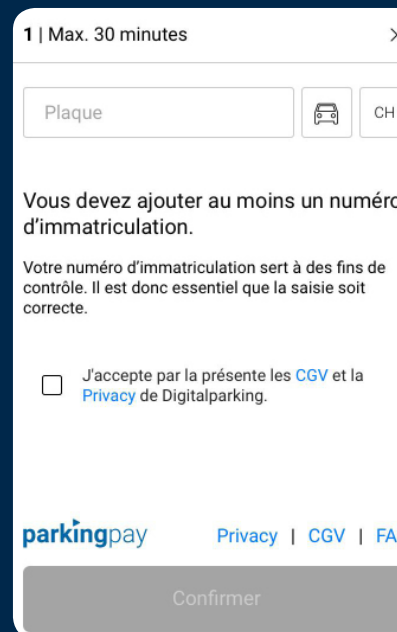 1 | Max. 30 minutes
Plaque
CH
Vous devez ajouter au moins un numéro
d'immatriculation.
Votre numéro d'immatriculation sert à des fins de
contrôle. Il est donc essentiel que la saisie soit
correcte.
J'accepte par la présente les CGV et la
Privacy de Digitalparking.
parkingpay Privacy | CGV | FA
Confirmer